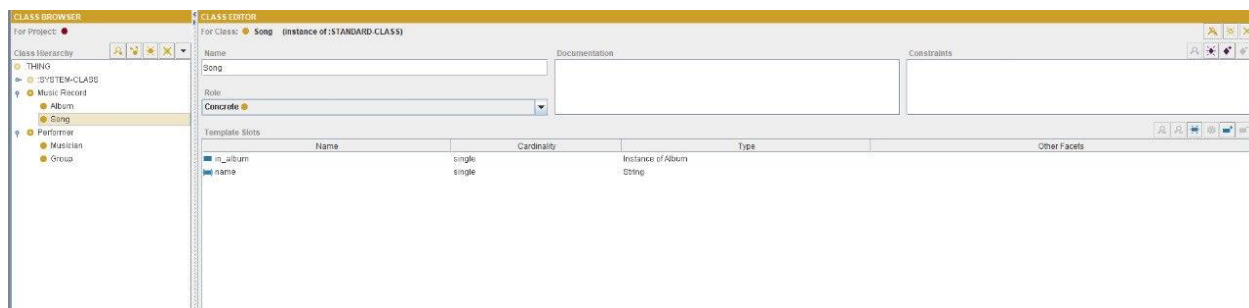 CLASS BROWSER
For Project:
Class Hierarchy
:THING
:SYSTEM-CLASS
Music Record
Album
Song
Performer
Musician
Group
CLASS EDITOR
For Class: Song (instance of :STANDARD-CLASS)
Name Documentation Constraints
Song
Role
Concrete
Template Slots
Name Cardinality Type Other Facets
in_album single Instance of Album
name single String